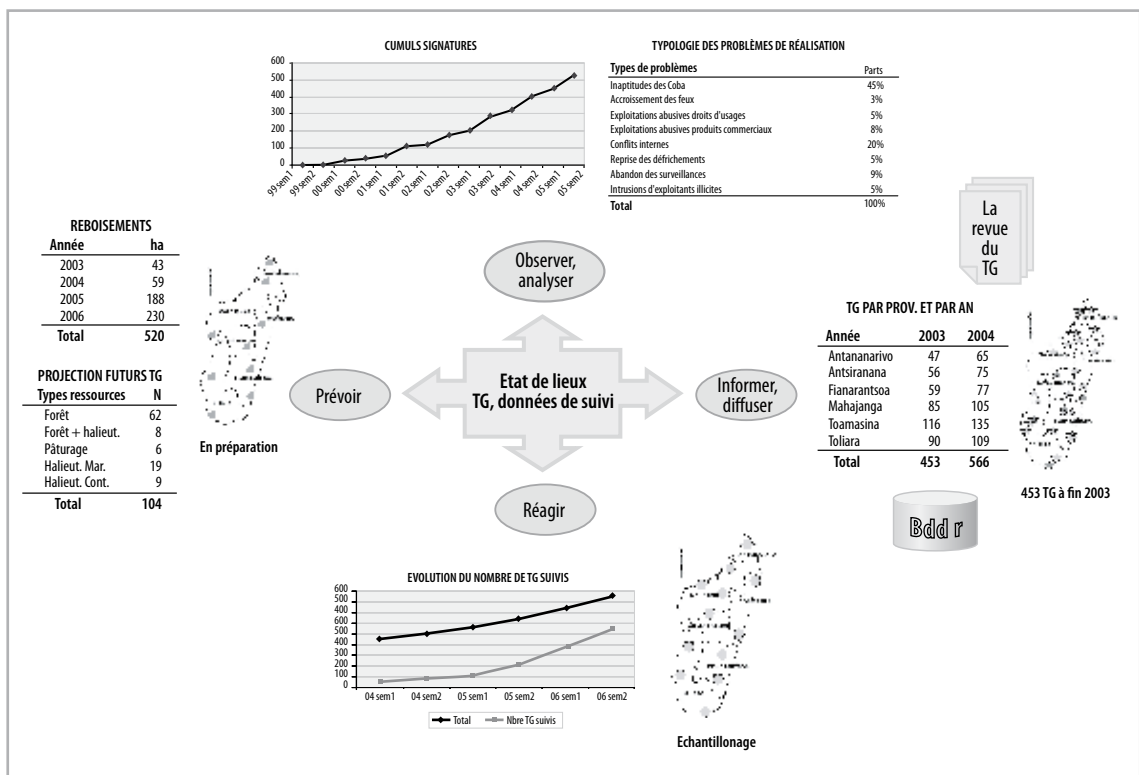 CUMULS SIGNATURES
600
500
400
300
200
100
0
99 sem1
99 sem2
00 sem1
00 sem2
01 sem1
01 sem2
02 sem1
02 sem2
03 sem1
03 sem2
04 sem1
04 sem2
05 sem1
05 sem2
TYPOLOGIE DES PROBLÈMES DE RÉALISATION
Types de problèmes Parts
Inaptitudes des Coba 45%
Accroissement des feux 3%
Exploitations abusives droits d'usages 5%
Exploitations abusives produits commerciaux 8%
Conflits internes 20%
Reprise des défrichements 5%
Abandon des surveillances 9%
Intrusions d'exploitants illicites 5%
Total 100%
REBOISEMENTS
Année ha
2003 43
2004 59
2005 188
2006 230
Total 520
PROJECTION FUTURS TG
Types ressources N
Forêt 62
Forêt + halieut. 8
Pâturage 6
Halieut. Mar. 19
Halieut. Cont. 9
Total 104
En préparation
Observer,
analyser
Prévoir
Etat de lieux
TG, données de suivi
Informer,
diffuser
Réagir
La
revue
du
TG
TG PAR PROV. ET PAR AN
Année 2003 2004
Antananarivo 47 65
Antsiranana 56 75
Fianarantsoa 59 77
Mahajanga 85 105
Toamasina 116 135
Toliara 90 109
Total 453 566
453 TG à fin 2003
Bdd r
EVOLUTION DU NOMBRE DE TG SUIVIS
600
500
600
400
500
400
300
200
100
0
04 sem1
04 sem2
05 sem1
05 sem2
06 sem1
06 sem2
Total
Nbre TG suivis
Echantillonage